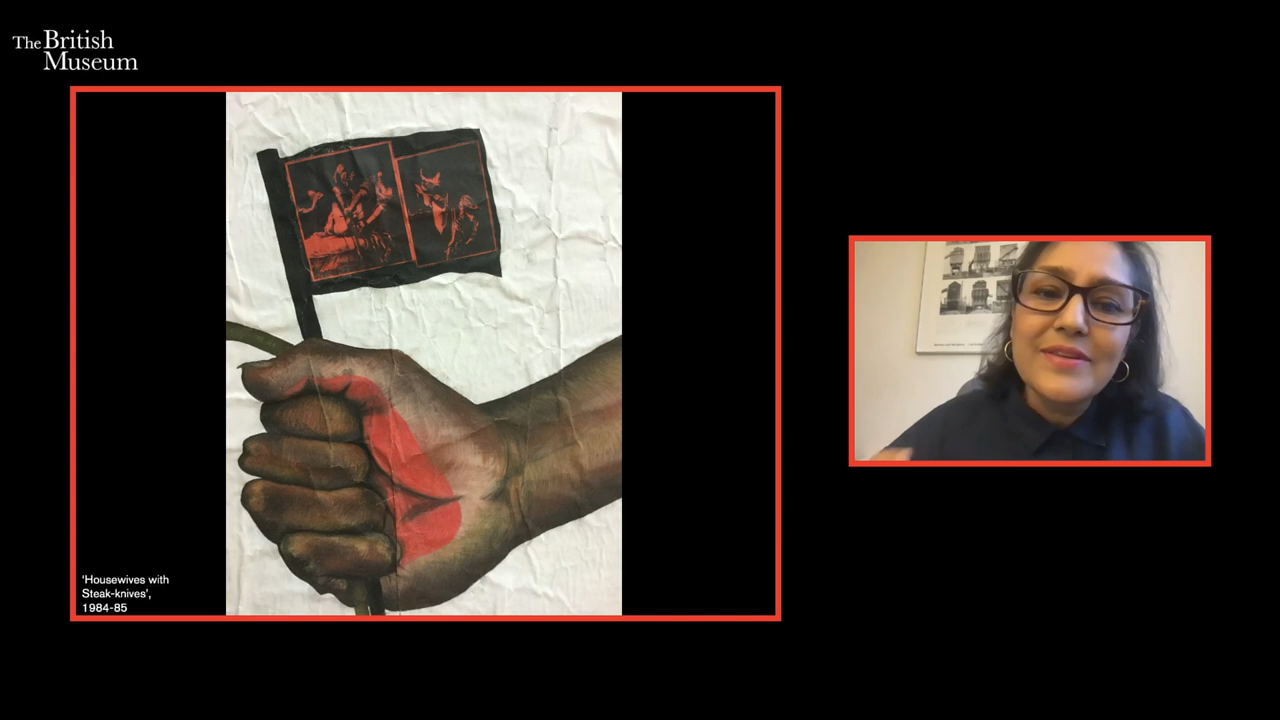 The British
Museum
'Housewives with
Steak-knives',
1984-85